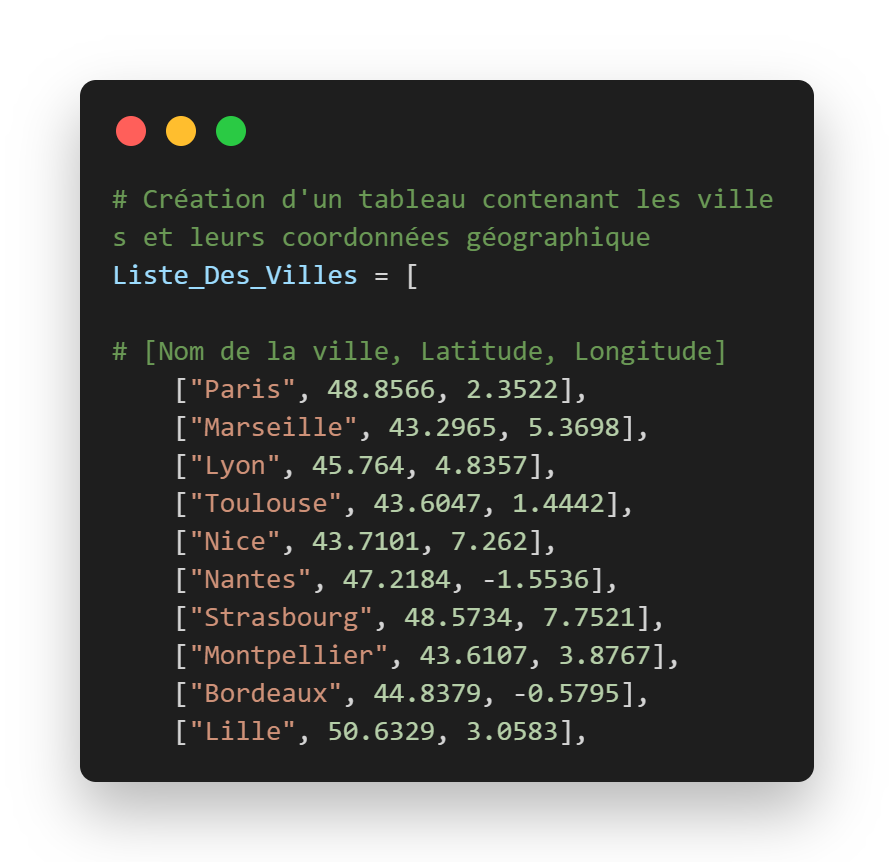 # Création d'un tableau contenant les ville
s et leurs coordonnées géographique
Liste_Des_Villes = [
# [Nom de la ville, Latitude, Longitude]
["Paris", 48.8566, 2.3522],
["Marseille", 43.2965, 5.3698],
["Lyon", 45.764, 4.8357],
["Toulouse", 43.6047, 1.4442],
["Nice", 43.7101, 7.262],
["Nantes", 47.2184, -1.5536],
["Strasbourg", 48.5734, 7.7521],
["Montpellier", 43.6107, 3.8767],
["Bordeaux", 44.8379, -0.5795],
["Lille", 50.6329, 3.0583],